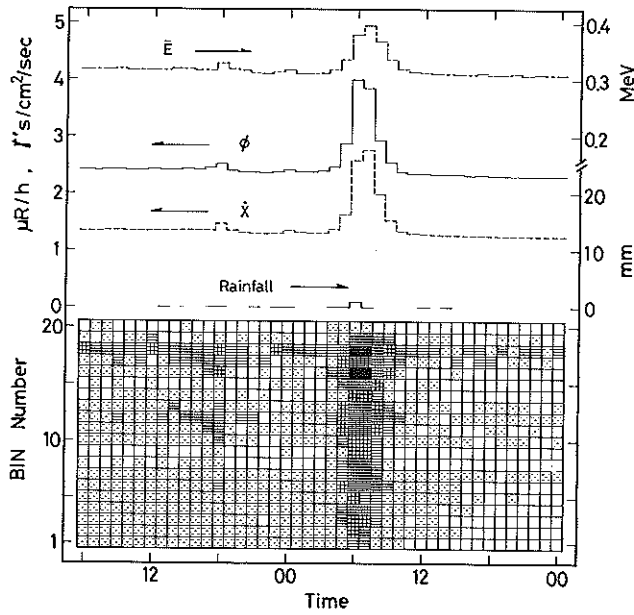 5
4
3
2
1
0
μR/h , γ's/cm²/sec
Ē
φ
Ẋ
Rainfall
0.4
0.3
0.2
MeV
20
10
0
mm
20
10
1
BIN Number
12 00 12 00
Time